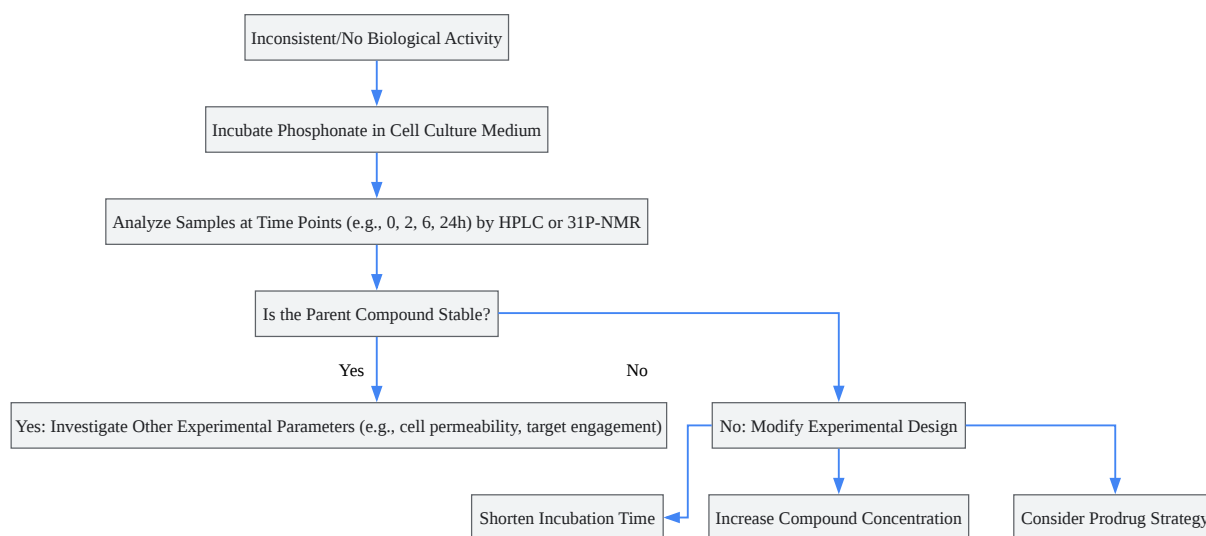 Inconsistent/No Biological Activity
Incubate Phosphonate in Cell Culture Medium
Analyze Samples at Time Points (e.g., 0, 2, 6, 24h) by HPLC or 31P-NMR
Is the Parent Compound Stable?
Yes
No
Yes: Investigate Other Experimental Parameters (e.g., cell permeability, target engagement)
No: Modify Experimental Design
Shorten Incubation Time
Increase Compound Concentration
Consider Prodrug Strategy